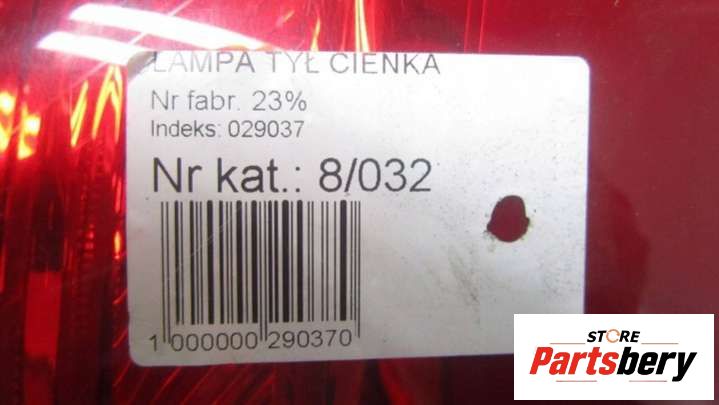 LAMPA TYŁ CIENKA
Nr fabr. 23%
Indeks: 029037
Nr kat.: 8/032
1 000000 290370
STORE
Partsbery